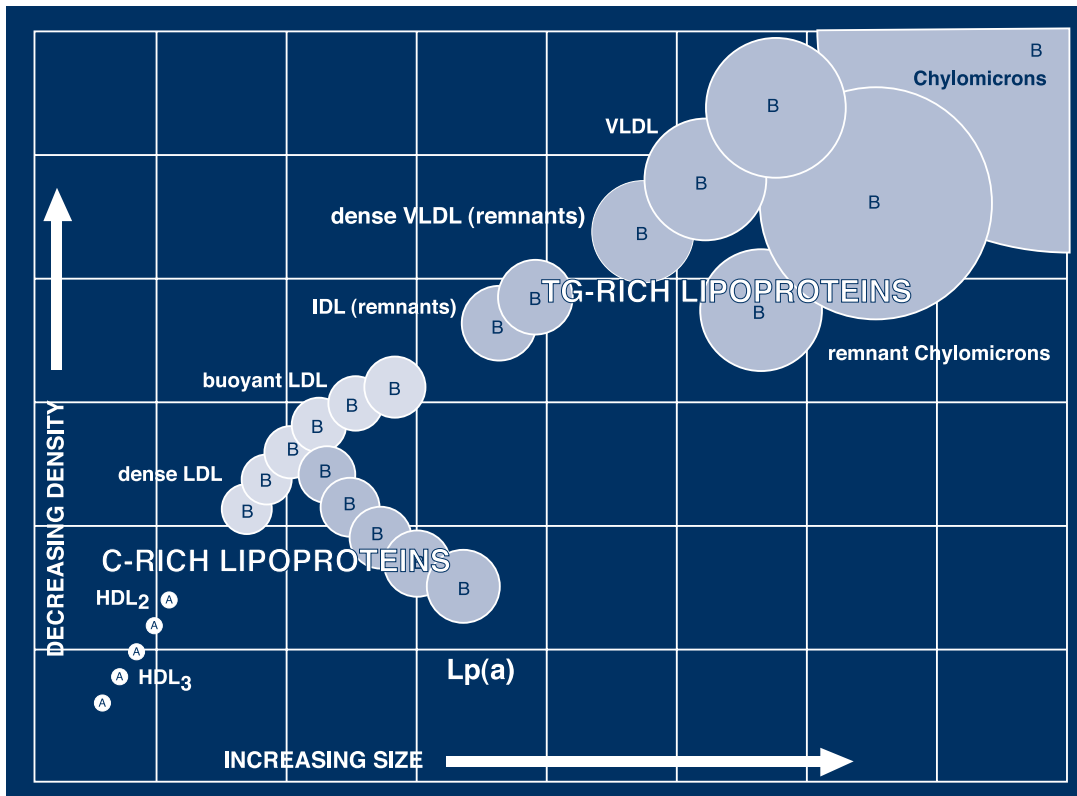 B
Chylomicrons
B
VLDL
B
B
dense VLDL (remnants)
B
B
TG-RICH LIPOPROTEINS
IDL (remnants)
B
B
remnant Chylomicrons
buoyant LDL
B
B
B
B
dense LDL
B
B
B
B
B
C-RICH LIPOPROTEINS
B
HDL2
A
A
A
HDL3
A
A
Lp(a)
DECREASING DENSITY
INCREASING SIZE